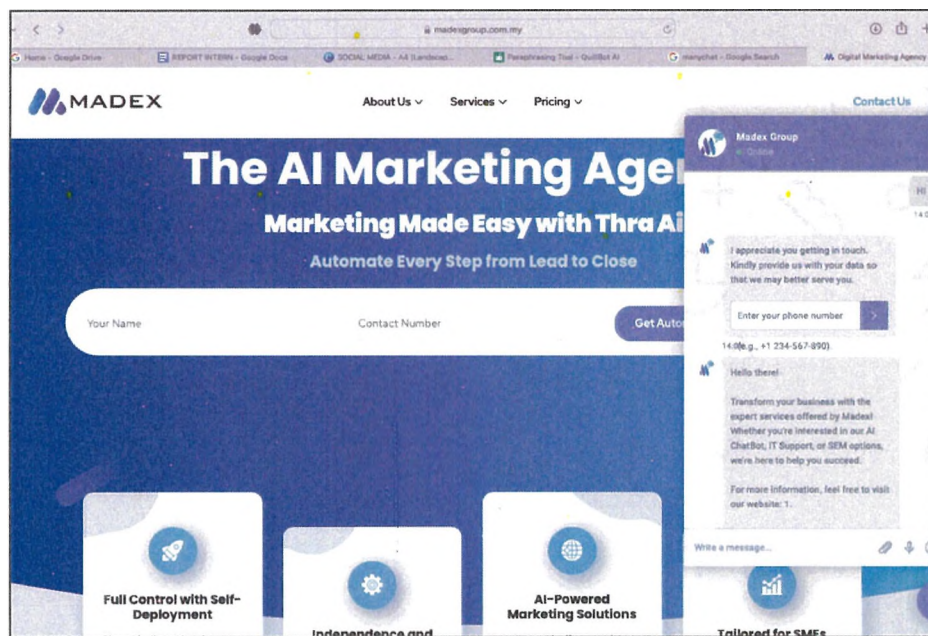 madexgroup.com.my
Home - Google Drive
REPORT INTERN - Google Docs
SOCIAL MEDIA - AA (Landscap...
Paraphrasing Tool - QuillBot AI
manychat - Google Search
Digital Marketing Agency
MADEX
About Us
Services
Pricing
Contact Us
The AI Marketing Age
Marketing Made Easy with Thra Ai
Automate Every Step from Lead to Close
Your Name
Contact Number
Get Auto
Full Control with Self-
Deployment
Independence and
AI-Powered
Marketing Solutions
Tailored for SMEs
Madex Group
Online
Hi
14:0
I appreciate you getting in touch.
Kindly provide us with your data so
that we may better serve you.
Enter your phone number
14:0(e.g., +1 234-567-890).
Hello there!
Transform your business with the
expert services offered by Madex!
Whether you're interested in our AI
ChatBot, IT Support, or SEM options,
we're here to help you succeed.
For more information, feel free to visit
our website: 1.
Write a message...